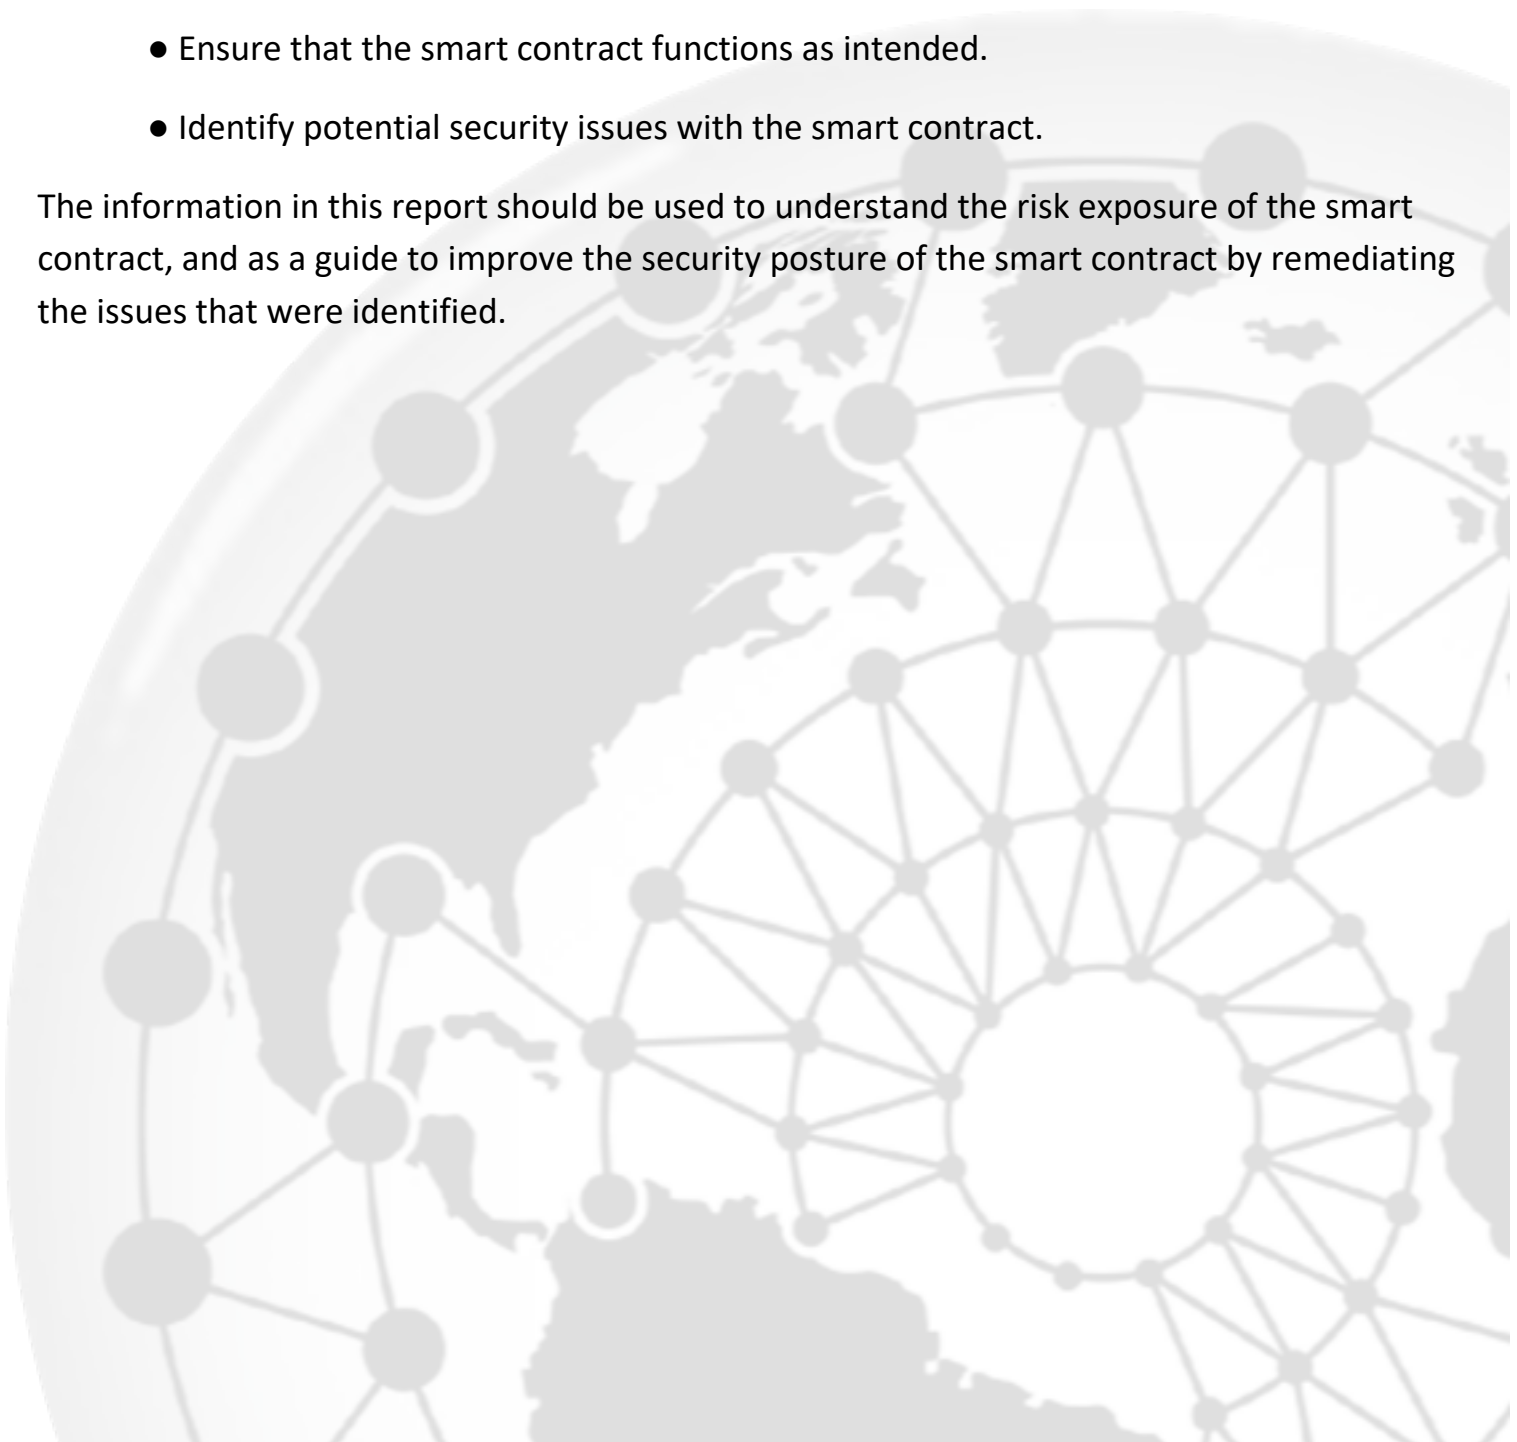 ● Ensure that the smart contract functions as intended.
● Identify potential security issues with the smart contract.
The information in this report should be used to understand the risk exposure of the smart
contract, and as a guide to improve the security posture of the smart contract by remediating
the issues that were identified.